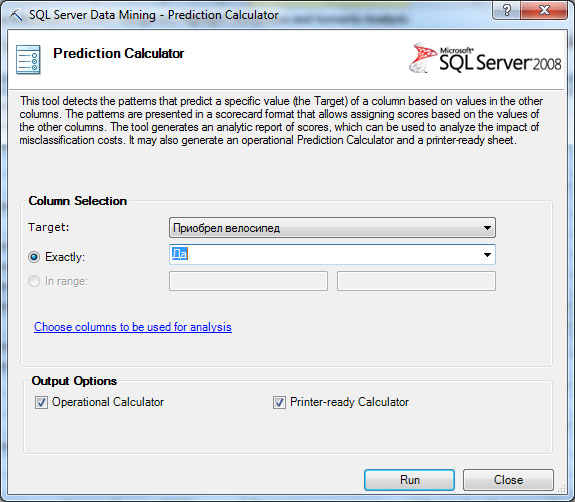 SQL Server Data Mining - Prediction Calculator
Prediction Calculator
Microsoft®
SQL Server 2008
This tool detects the patterns that predict a specific value (the Target) of a column based on values in the other
columns. The patterns are presented in a scorecard format that allows assigning scores based on the values of
the other columns. The tool generates an analytic report of scores, which can be used to analyze the impact of
misclassification costs. It may also generate an operational Prediction Calculator and a printer-ready sheet.
Column Selection
Target: Приобрел велосипед
Exactly: Да
In range:
Choose columns to be used for analysis
Output Options
Operational Calculator Printer-ready Calculator
Run Close